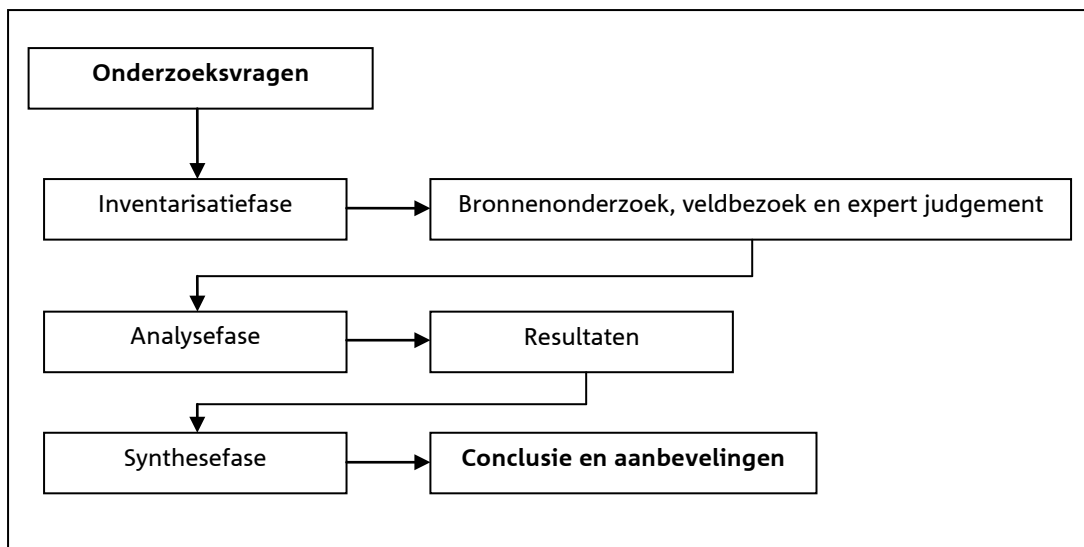 Onderzoeksvragen
Inventarisatiefase
Bronnenonderzoek, veldbezoek en expert judgement
Analysefase
Resultaten
Synthesefase
Conclusie en aanbevelingen